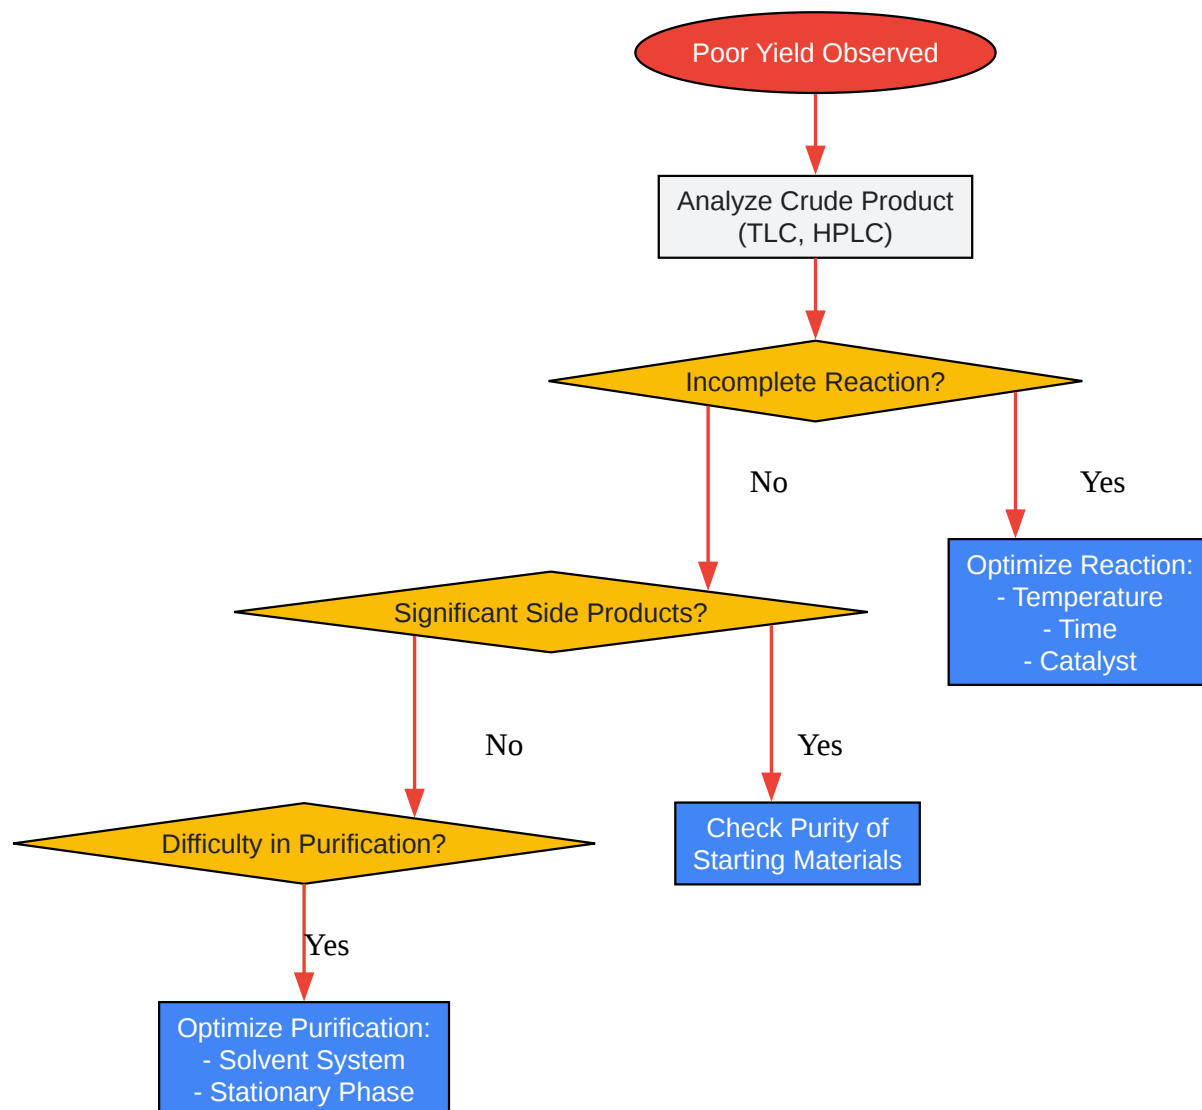 Poor Yield Observed
Analyze Crude Product
(TLC, HPLC)
Incomplete Reaction?
No
Yes
Optimize Reaction:
- Temperature
- Time
- Catalyst
Significant Side Products?
No
Yes
Difficulty in Purification?
Check Purity of
Starting Materials
Yes
Optimize Purification:
- Solvent System
- Stationary Phase